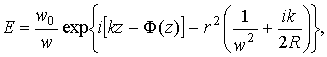 E = \frac{w_0}{w} \exp\left\{ i[kz - \Phi(z)] - r^2 \left( \frac{1}{w^2} + \frac{ik}{2R} \right) \right\},